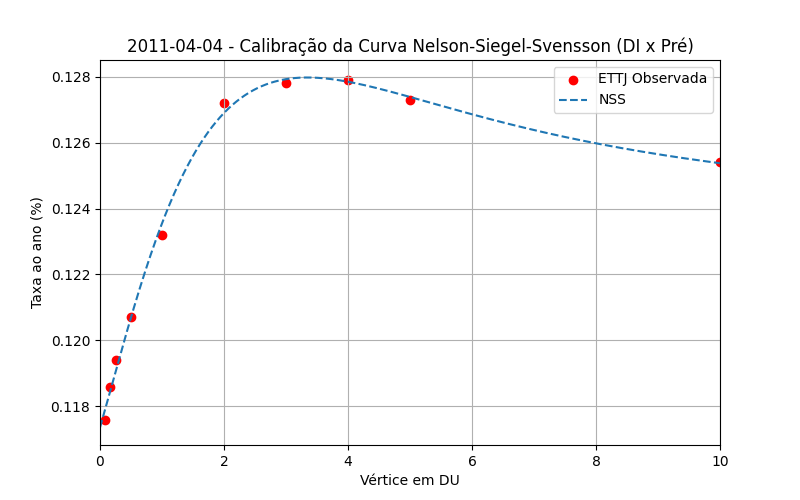 2011-04-04 - Calibração da Curva Nelson-Siegel-Svensson (DI x Pré)
ETTJ Observada
NSS
Taxa ao ano (%)
0.128
0.126
0.124
0.122
0.120
0.118
0 2 4 6 8 10
Vértice em DU